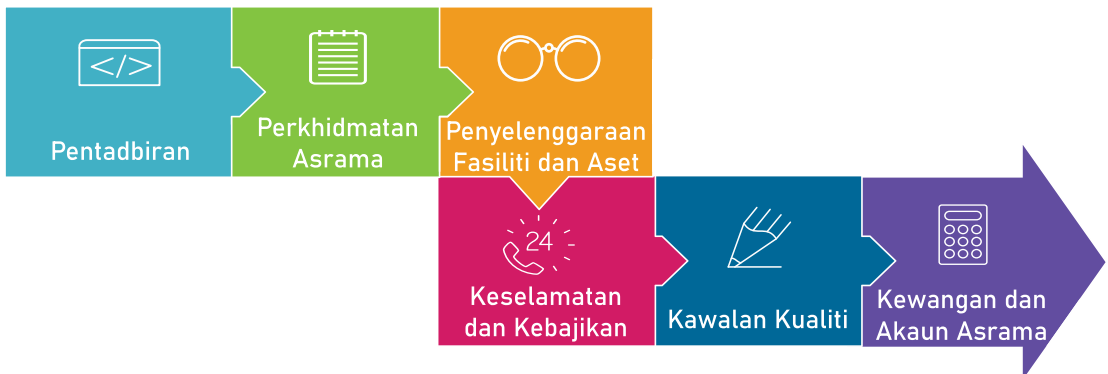 </>
Pentadbiran
Perkhidmatan
Asrama
Penyelenggaraan
Fasiliti dan Aset
24
Keselamatan
dan Kebajikan
Kawalan Kualiti
Kewangan dan
Akaun Asrama